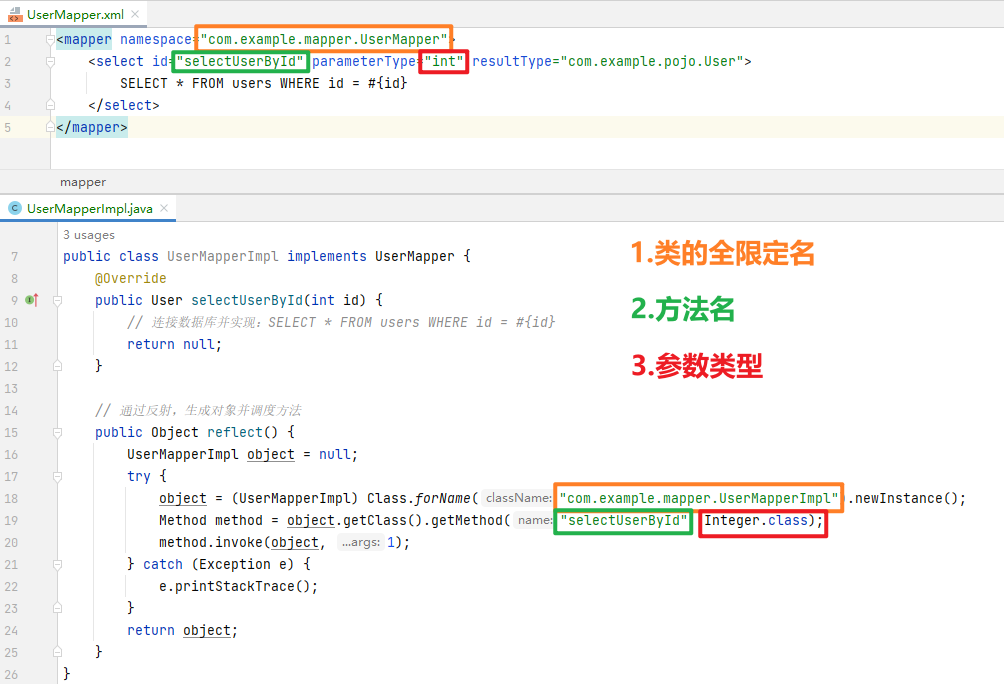 UserMapper.xml
1 <mapper namespace="com.example.mapper.UserMapper">
2 <select id="selectUserById" parameterType="int" resultType="com.example.pojo.User">
3 SELECT * FROM users WHERE id = #{id}
4 </select>
5 </mapper>
mapper
UserMapperImpl.java
3 usages
7 public class UserMapperImpl implements UserMapper {
1.类的全限定名
8 @Override
9 public User selectUserById(int id) {
2.方法名
10 // 连接数据库并实现：SELECT * FROM users WHERE id = #{id}
11 return null;
12 }
3.参数类型
13
14 // 通过反射，生成对象并调度方法
15 public Object reflect() {
16 UserMapperImpl object = null;
17 try {
18 object = (UserMapperImpl) Class.forName( className: "com.example.mapper.UserMapperImpl").newInstance();
19 Method method = object.getClass().getMethod( name: "selectUserById", Integer.class);
20 method.invoke(object, ...args: 1);
21 } catch (Exception e) {
22 e.printStackTrace();
23 }
24 return object;
25 }
26 }